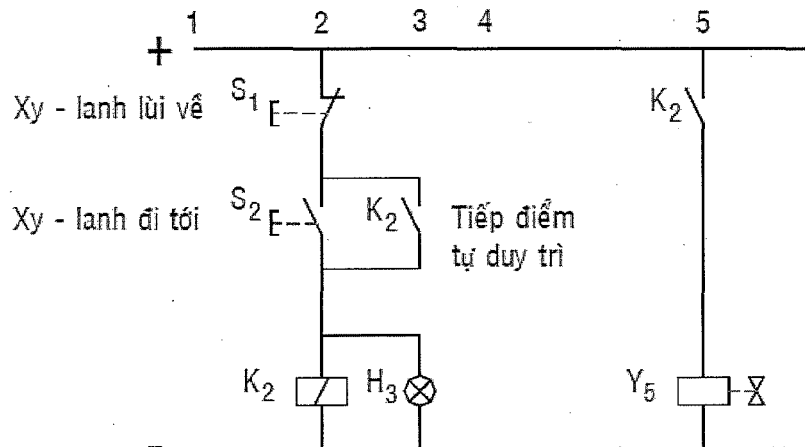 1 2 3 4 5
+
Xy - lanh lùi về S₁ K₂
Xy - lanh đi tới S₂ K₂ Tiếp điểm
tự duy trì
K₂ H₃ Y₅